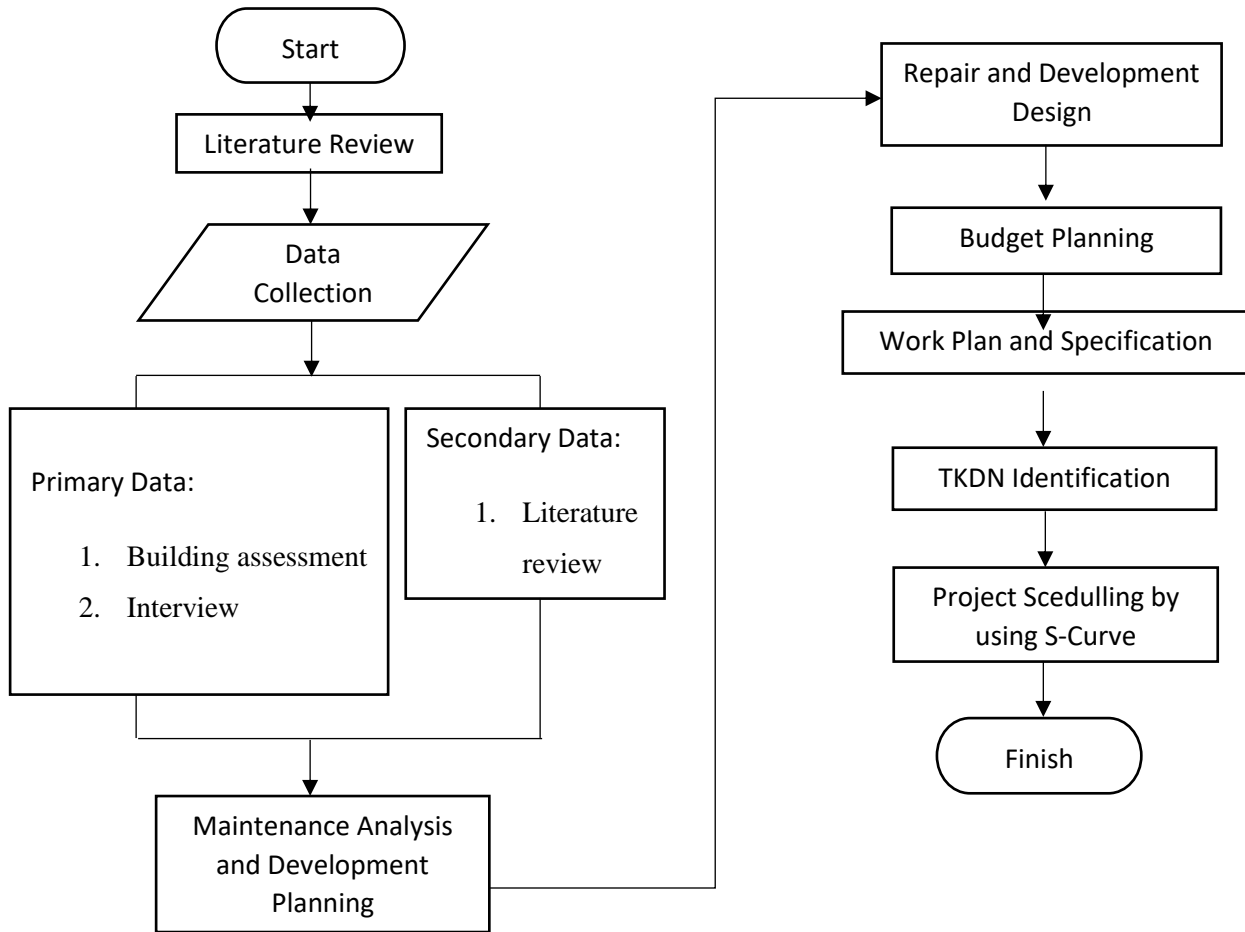 Start
Literature Review
Data
Collection
Primary Data:
1. Building assessment
2. Interview
Secondary Data:
1. Literature
review
Maintenance Analysis
and Development
Planning
Repair and Development
Design
Budget Planning
Work Plan and Specification
TKDN Identification
Project Scedulling by
using S-Curve
Finish